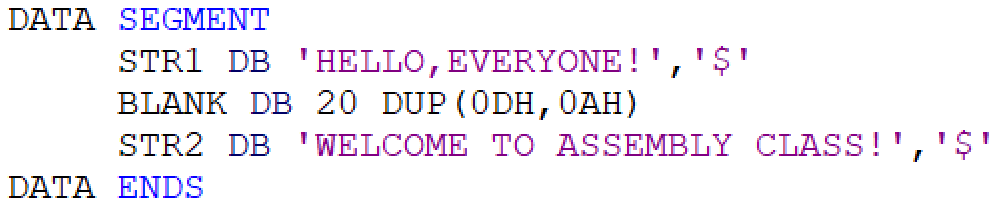 DATA SEGMENT
STR1 DB 'HELLO,EVERYONE!','$'
BLANK DB 20 DUP(0DH,0AH)
STR2 DB 'WELCOME TO ASSEMBLY CLASS!','$'
DATA ENDS